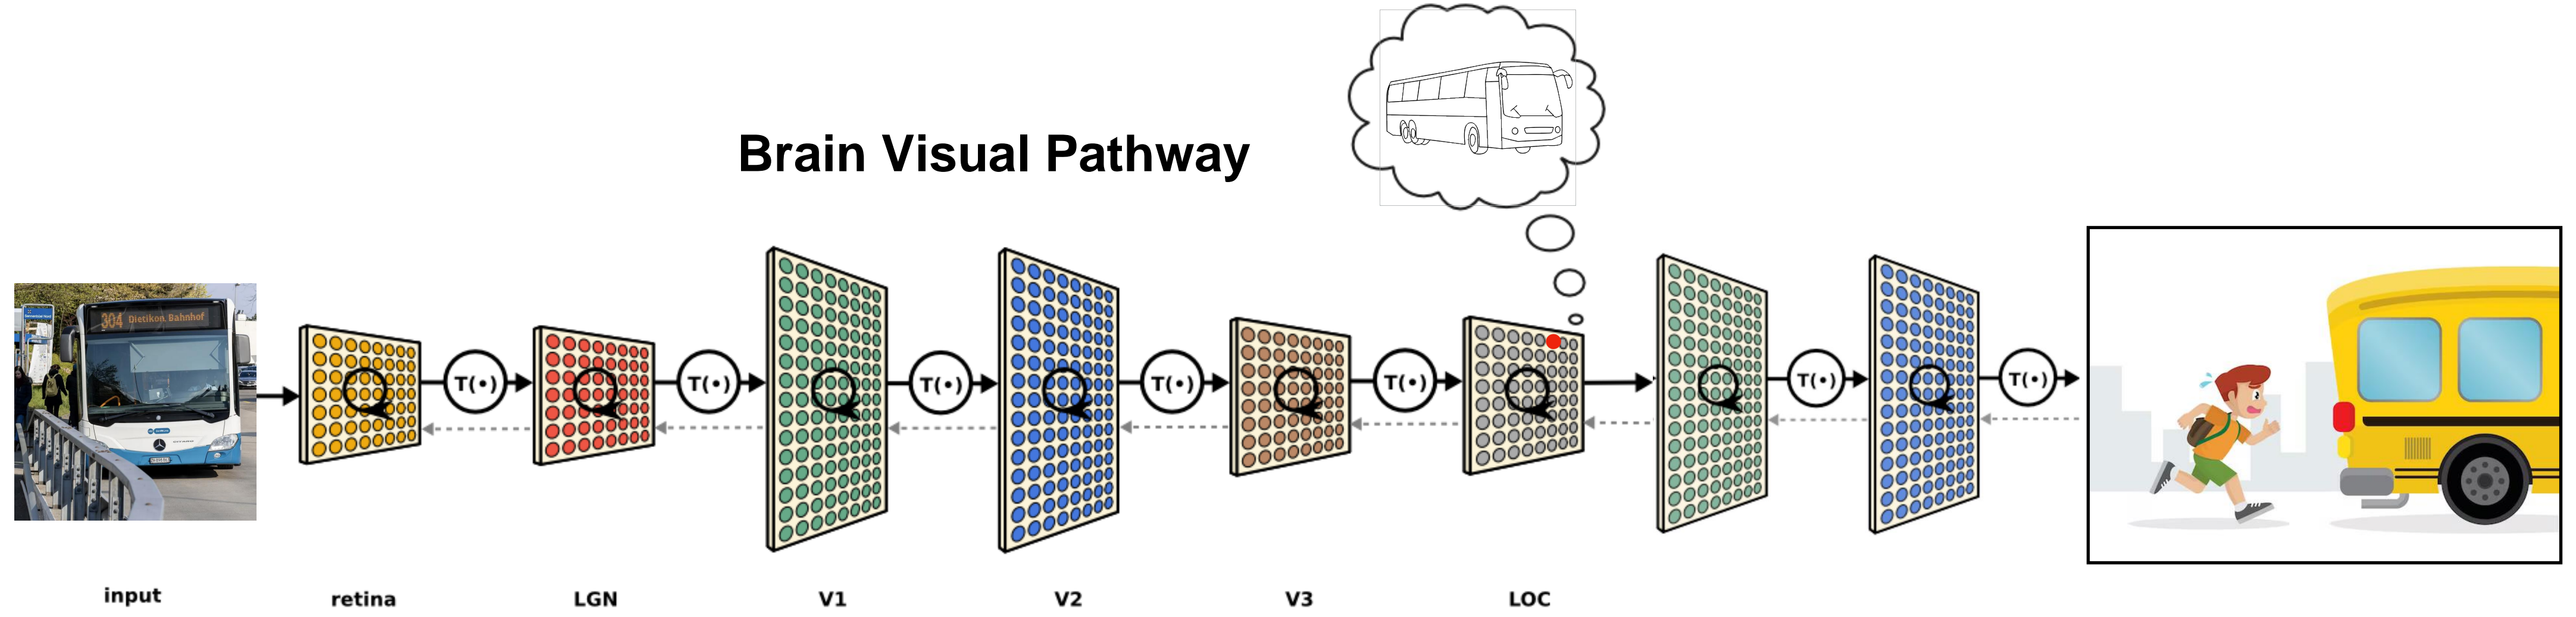 Brain Visual Pathway
304 Dietikon Bahnhof
T(•)
T(•)
T(•)
T(•)
T(•)
T(•)
T(•)
input
retina
LGN
V1
V2
V3
LOC